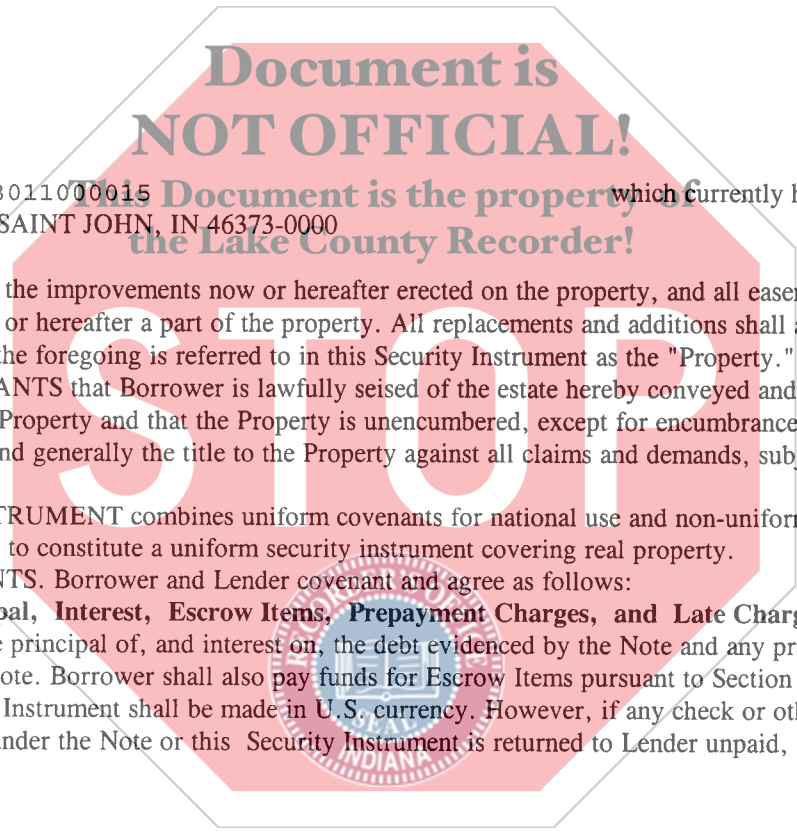 Document is
NOT OFFICIAL!
This Document is the property of
the Lake County Recorder!
3011000015 which currently h
SAINT JOHN, IN 46373-0000
the improvements now or hereafter erected on the property, and all easem
or hereafter a part of the property. All replacements and additions shall a
the foregoing is referred to in this Security Instrument as the "Property."
ANTS that Borrower is lawfully seised of the estate hereby conveyed and
Property and that the Property is unencumbered, except for encumbrance
nd generally the title to the Property against all claims and demands, subj
STOP
TRUMENT combines uniform covenants for national use and non-uniform
to constitute a uniform security instrument covering real property.
NTS. Borrower and Lender covenant and agree as follows:
pal, Interest, Escrow Items, Prepayment Charges, and Late Charg
e principal of, and interest on, the debt evidenced by the Note and any pr
ote. Borrower shall also pay funds for Escrow Items pursuant to Section
Instrument shall be made in U.S. currency. However, if any check or oth
under the Note or this Security Instrument is returned to Lender unpaid,
SEAL
INDIANA